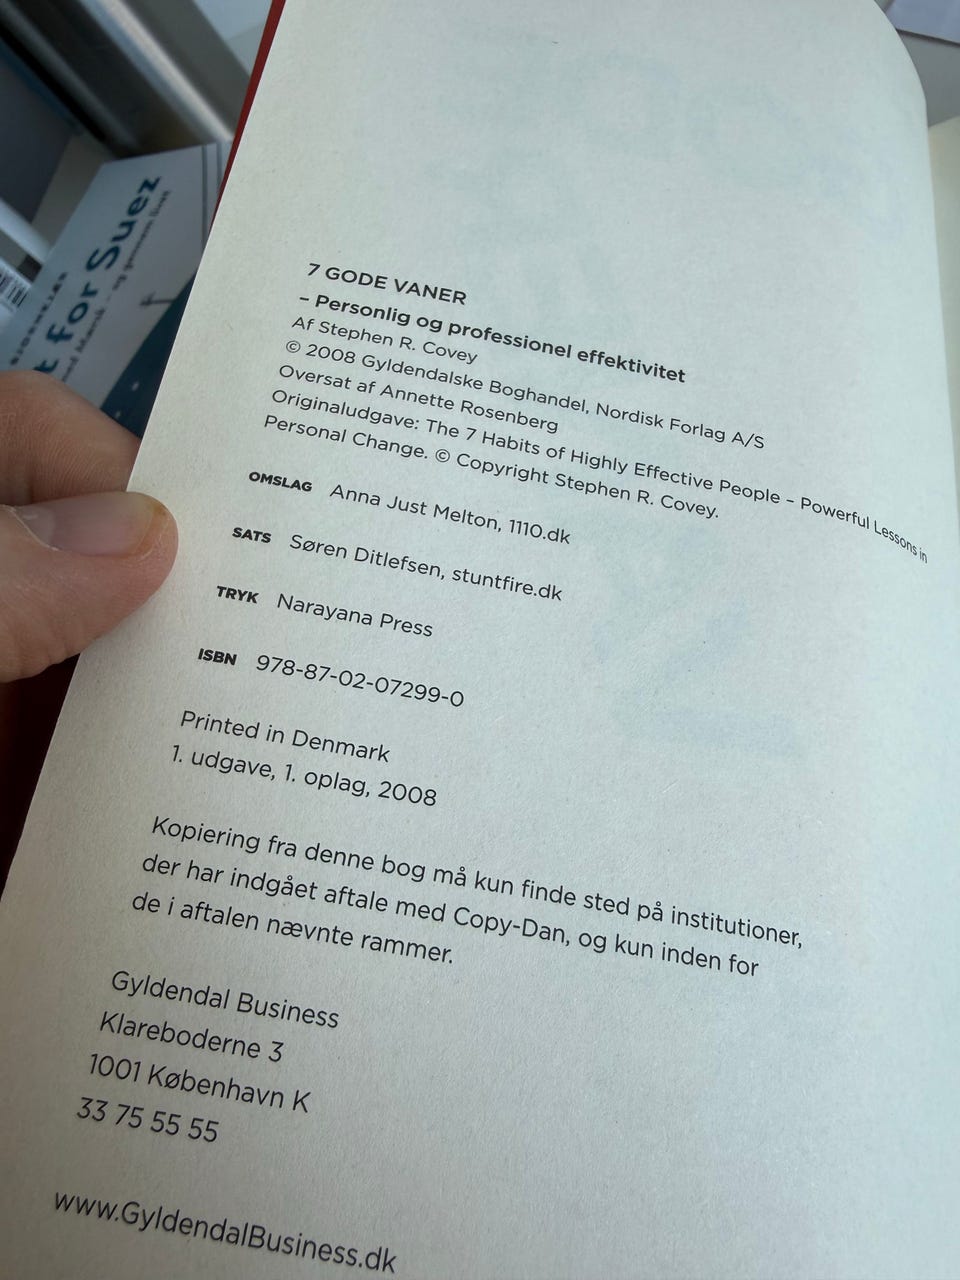 7 GODE VANER
– Personlig og professionel effektivitet
Af Stephen R. Covey
© 2008 Gyldendalske Boghandel, Nordisk Forlag A/S
Oversat af Annette Rosenberg
Originaludgave: The 7 Habits of Highly Effective People – Powerful Lessons in
Personal Change. © Copyright Stephen R. Covey.
OMSLAG Anna Just Melton, 1110.dk
SATS Søren Ditlefsen, stuntfire.dk
TRYK Narayana Press
ISBN 978-87-02-07299-0
Printed in Denmark
1. udgave, 1. oplag, 2008
Kopiering fra denne bog må kun finde sted på institutioner,
der har indgået aftale med Copy-Dan, og kun inden for
de i aftalen nævnte rammer.
Gyldendal Business
Klareboderne 3
1001 København K
33 75 55 55
www.GyldendalBusiness.dk
for Suez
og gennem livet